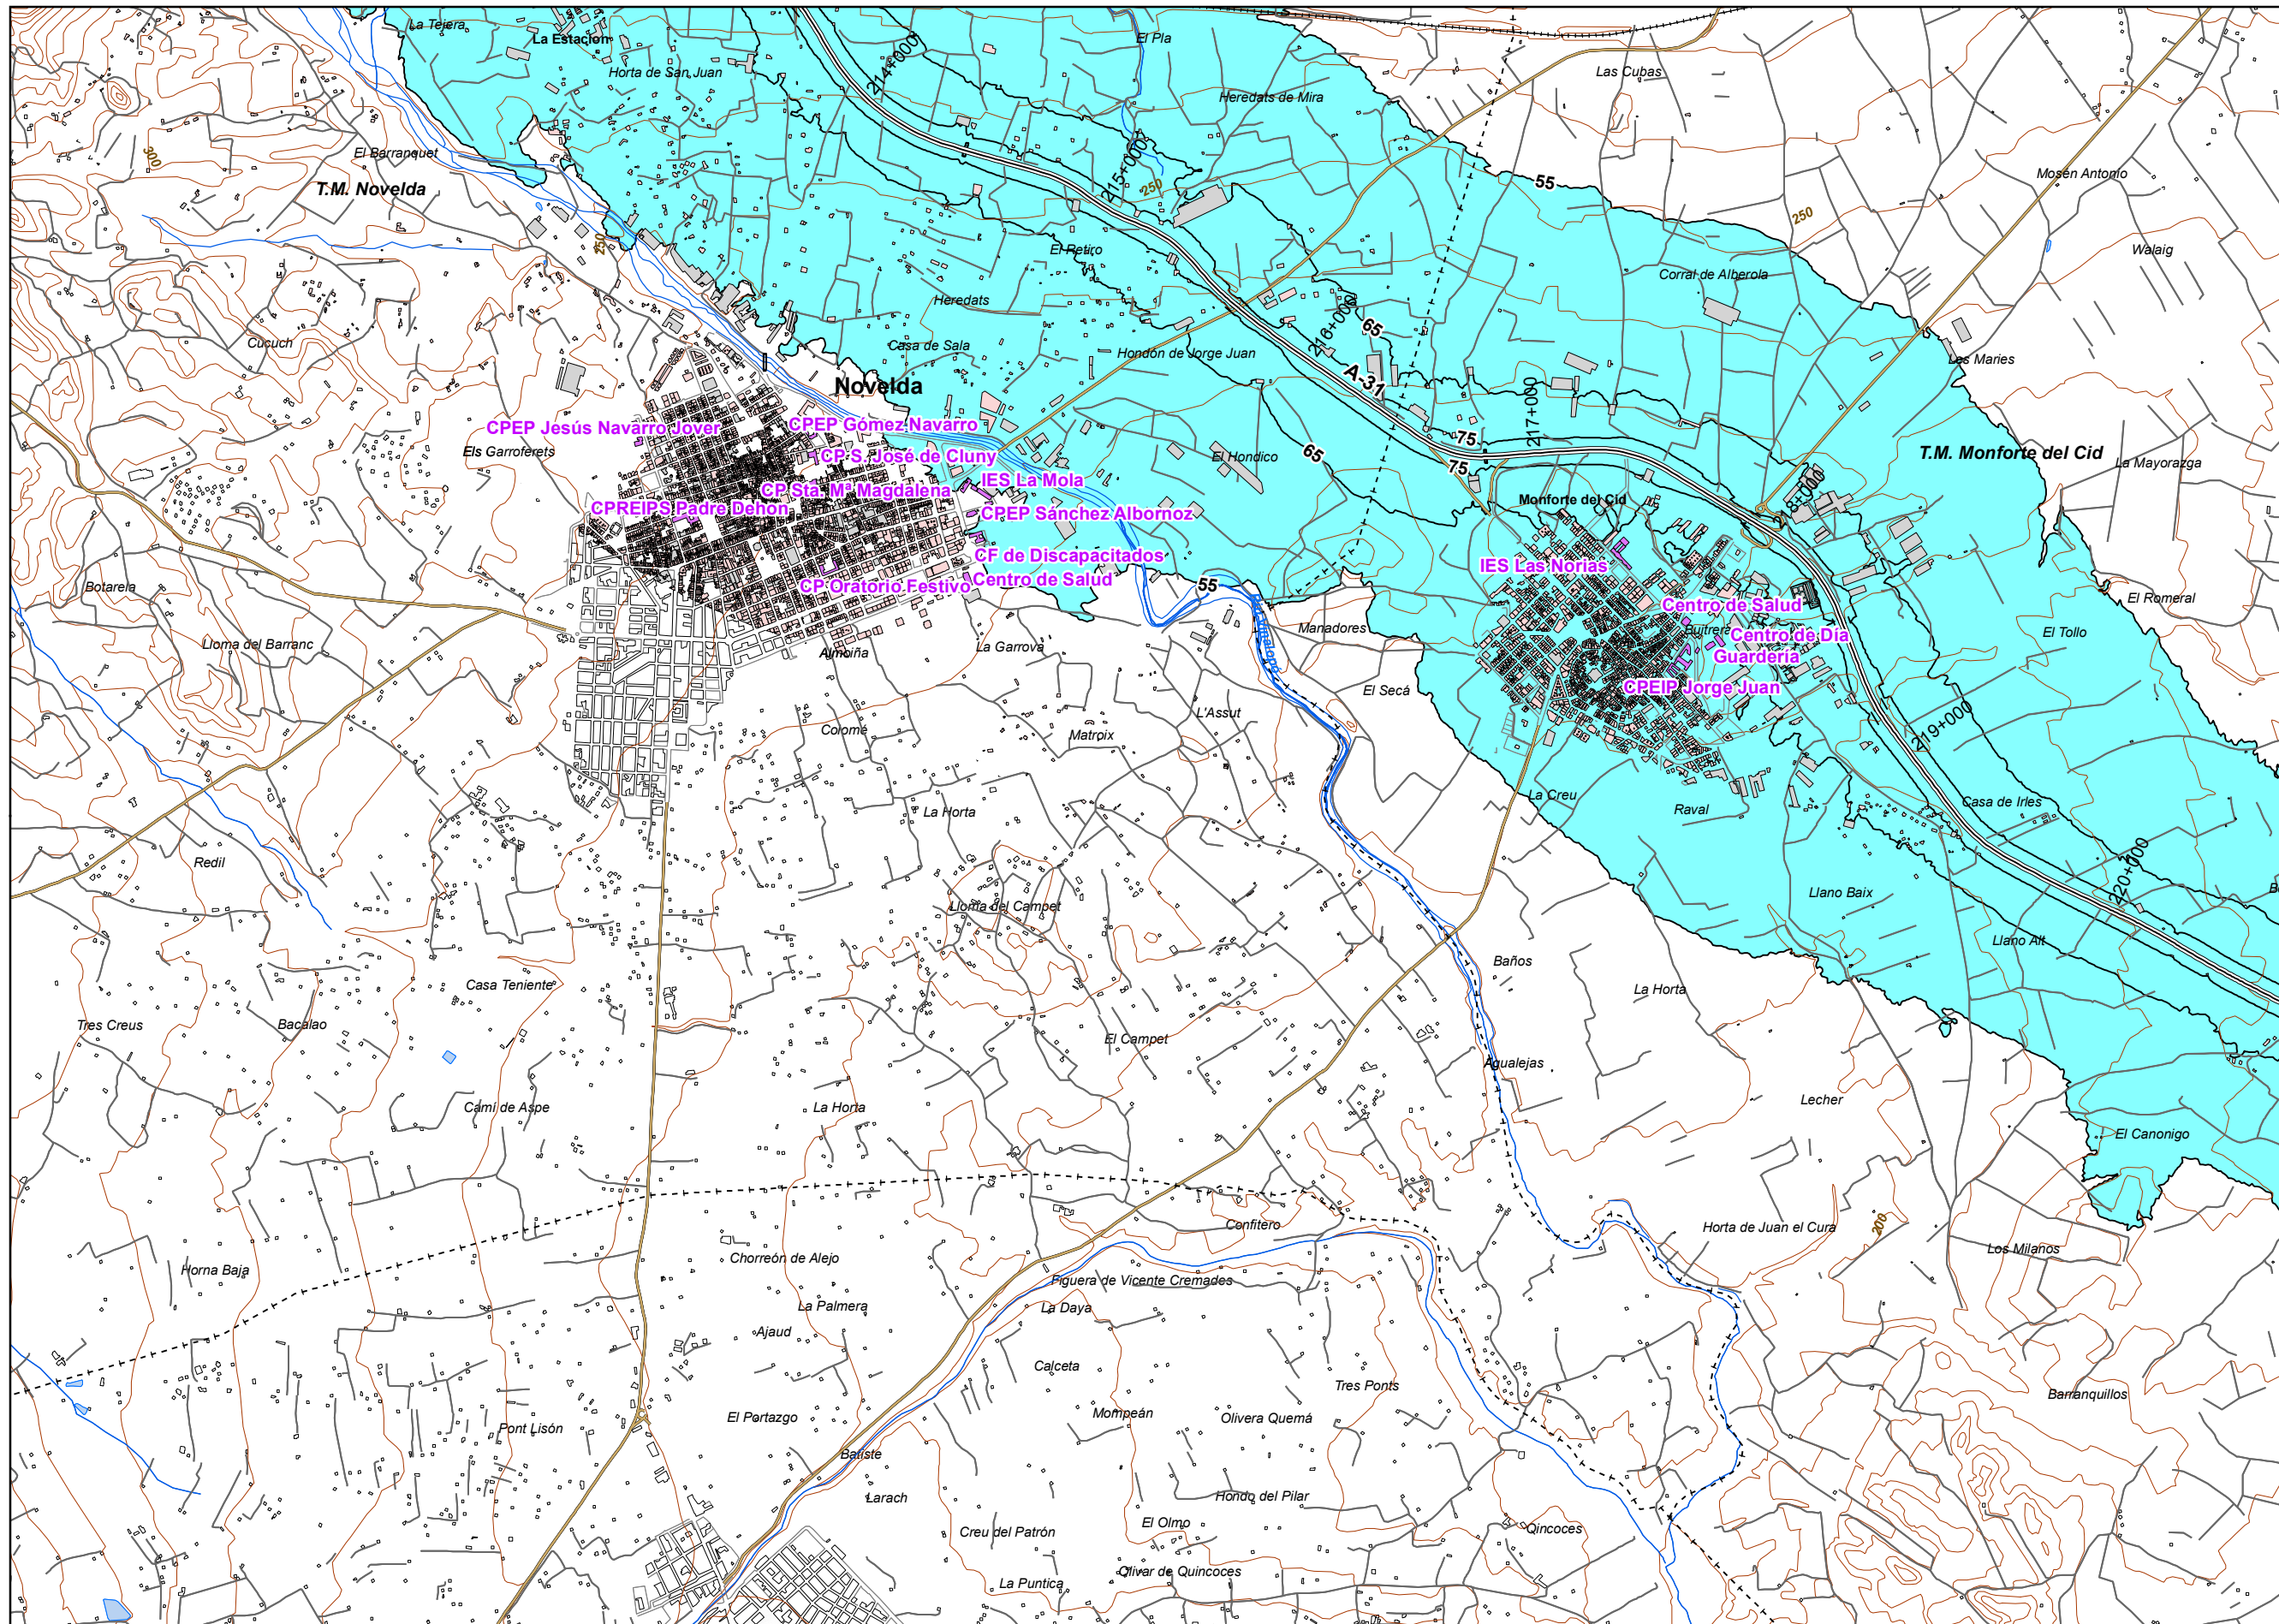 La Tejera
La Estación
El Pla
214+000
Horta de San Juan
Las Cubas
Heredats de Mira
300
El Barranquet
215+000
55
Mosen Antonio
T.M. Novelda
250
250
250
El Retiro
Walaig
Corral de Alberola
Heredats
216+000
65
Cucuch
Casa de Sala
Hondón de Jorge Juan
Les Maries
A-31
Novelda
217+000
CPEP Jesús Navarro Jover
CPEP Gómez Navarro
75
Els Garroferets
CP S. José de Cluny
El Hondico
65
75
T.M. Monforte del Cid
La Mayorazga
IES La Mola
CP Sta. Mª Magdalena
218+000
Monforte del Cid
CPREIPS Padre Dehon
CPEP Sánchez Albornoz
CF de Discapacitados
IES Las Norias
Botarela
CP Oratorio Festivo
Centro de Salud
55
El Romeral
Centro de Salud
Río Vinalopó
Manadores
Buitrera
Centro de Día
El Tollo
Lloma del Barranc
Almoiña
La Garrova
Guardería
El Secá
CPEIP Jorge Juan
L'Assut
Colomé
Matroix
219+000
La Creu
Raval
Casa de Irles
La Horta
Redil
220+000
Llano Baix
Lloma del Campet
Llano Alt
Baños
Casa Teniente
La Horta
Tres Creus
Bacalao
El Campet
Agualejas
Camí de Aspe
La Horta
Lecher
El Canonigo
Confitero
200
Horta de Juan el Cura
Los Milanos
Chorreón de Alejo
Horna Baja
Figuera de Vicente Cremades
La Palmera
La Daya
Ajaud
Calceta
Tres Ponts
Barranquillos
El Portazgo
Mompeán
Olivera Quemá
Pont Lisón
Batiste
Larach
Hondo del Pilar
El Olmo
Creu del Patrón
Qincoces
Olivar de Quincoces
La Puntica